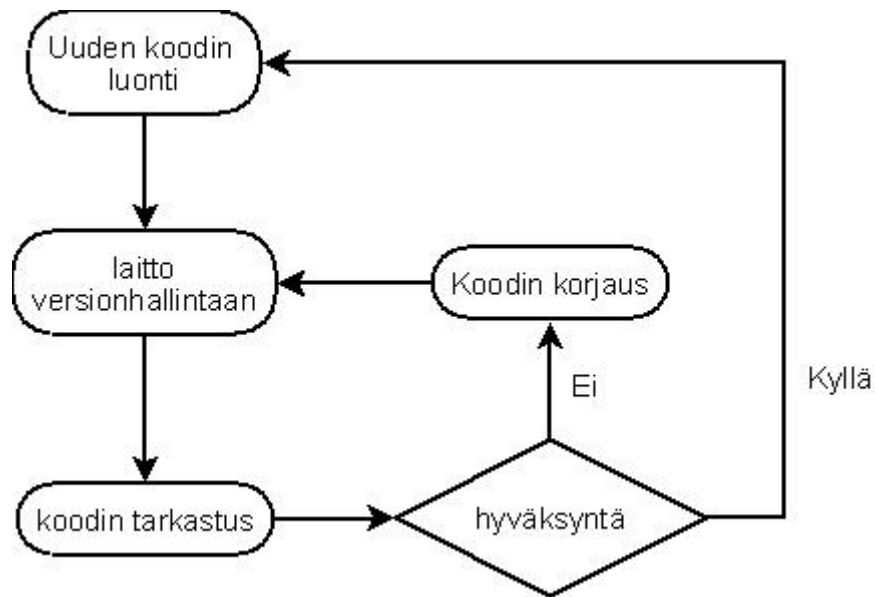 Uuden koodin
luonti
laitto
versionhallintaan
Koodin korjaus
Ei
Kyllä
koodin tarkastus
hyväksyntä